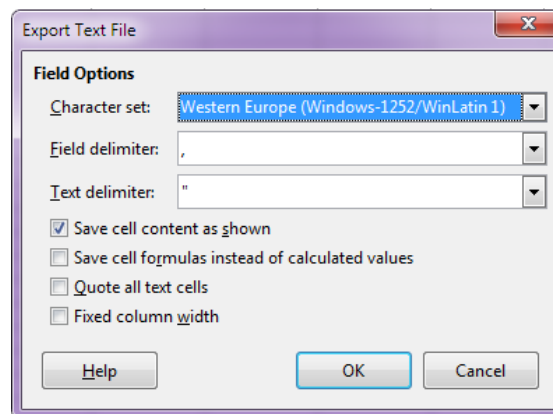 Export Text File
X
Field Options
Character set: Western Europe (Windows-1252/WinLatin 1)
Field delimiter: ,
Text delimiter: "
Save cell content as shown
Save cell formulas instead of calculated values
Quote all text cells
Fixed column width
Help OK Cancel